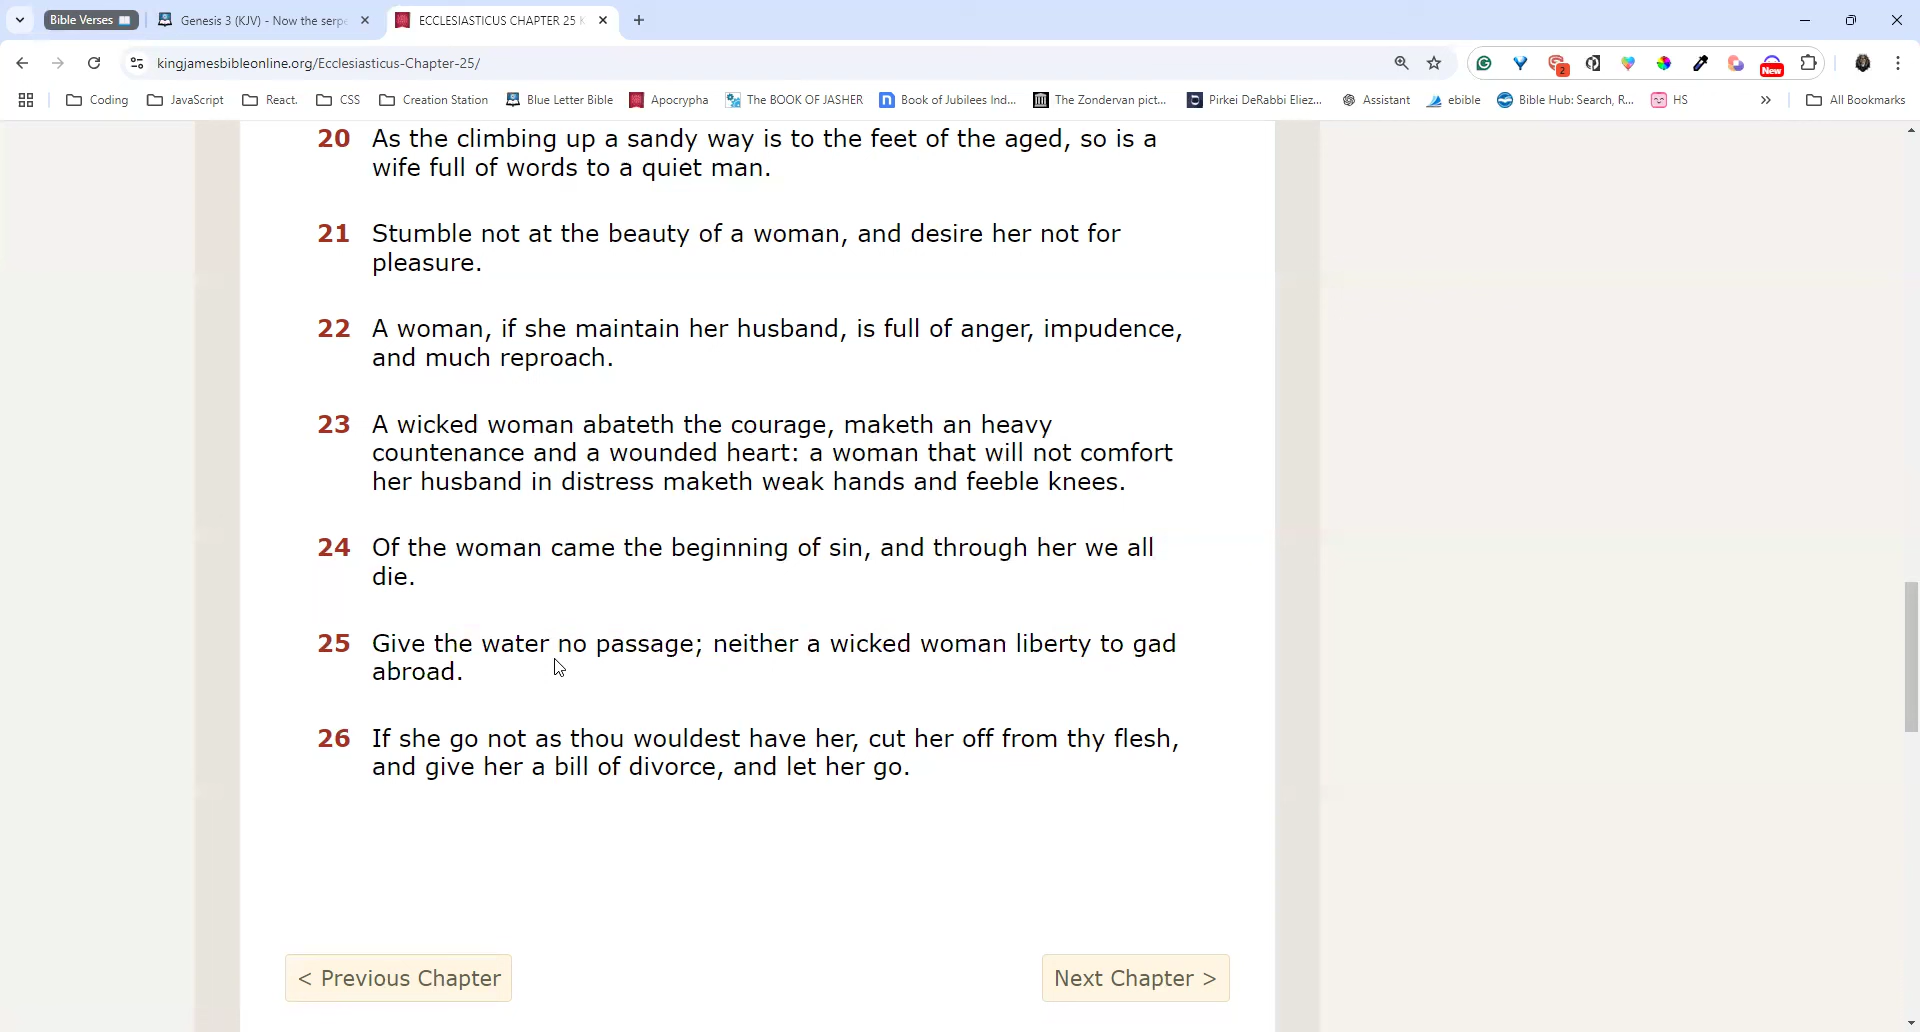 Bible Verses
Genesis 3 (KJV) - Now the serpe
ECCLESIASTICUS CHAPTER 25 K
kingjamesbibleonline.org/Ecclesiasticus-Chapter-25/
2
New
Coding
JavaScript
React.
CSS
Creation Station
Blue Letter Bible
Apocrypha
The BOOK OF JASHER
Book of Jubilees Ind...
The Zondervan pict...
Pirkei DeRabbi Eliez...
Assistant
ebible
Bible Hub: Search, R...
HS
All Bookmarks
20 As the climbing up a sandy way is to the feet of the aged, so is a
wife full of words to a quiet man.
21 Stumble not at the beauty of a woman, and desire her not for
pleasure.
22 A woman, if she maintain her husband, is full of anger, impudence,
and much reproach.
23 A wicked woman abateth the courage, maketh an heavy
countenance and a wounded heart: a woman that will not comfort
her husband in distress maketh weak hands and feeble knees.
24 Of the woman came the beginning of sin, and through her we all
die.
25 Give the water no passage; neither a wicked woman liberty to gad
abroad.
26 If she go not as thou wouldest have her, cut her off from thy flesh,
and give her a bill of divorce, and let her go.
< Previous Chapter
Next Chapter >